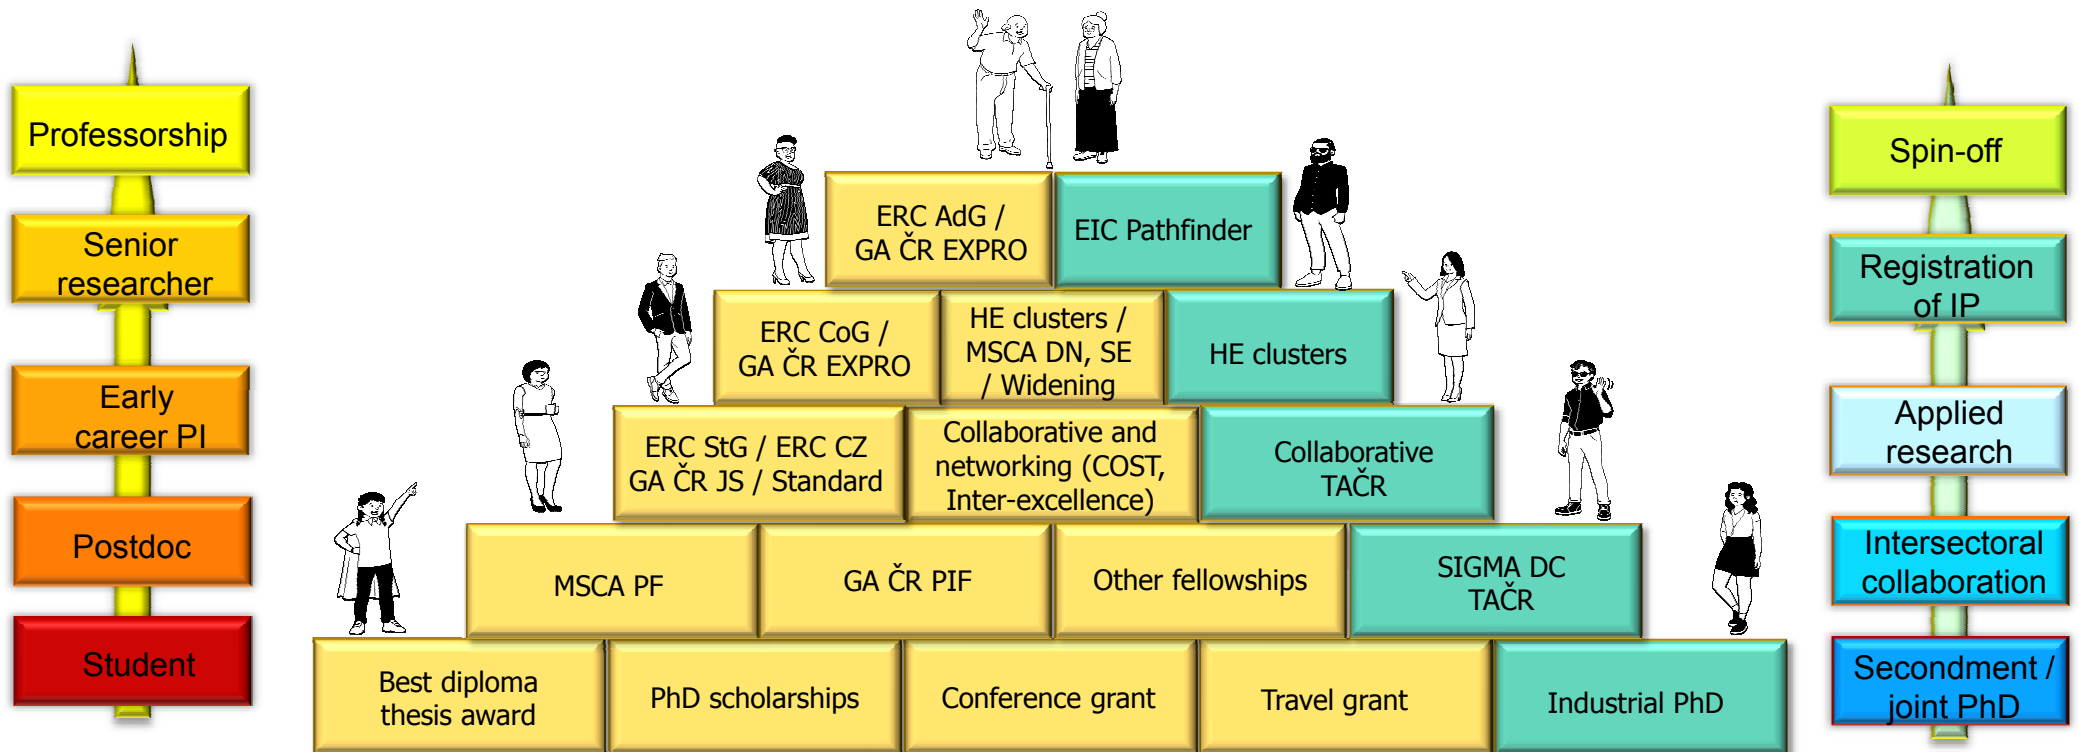 Professorship
Senior
researcher
Early
career PI
Postdoc
Student
ERC AdG /
GA ČR EXPRO
EIC Pathfinder
ERC CoG /
GA ČR EXPRO
HE clusters /
MSCA DN, SE
/ Widening
HE clusters
ERC StG / ERC CZ
GA ČR JS / Standard
Collaborative and
networking (COST,
Inter-excellence)
Collaborative
TAČR
MSCA PF
GA ČR PIF
Other fellowships
SIGMA DC
TAČR
Best diploma
thesis award
PhD scholarships
Conference grant
Travel grant
Industrial PhD
Spin-off
Registration
of IP
Applied
research
Intersectoral
collaboration
Secondment /
joint PhD